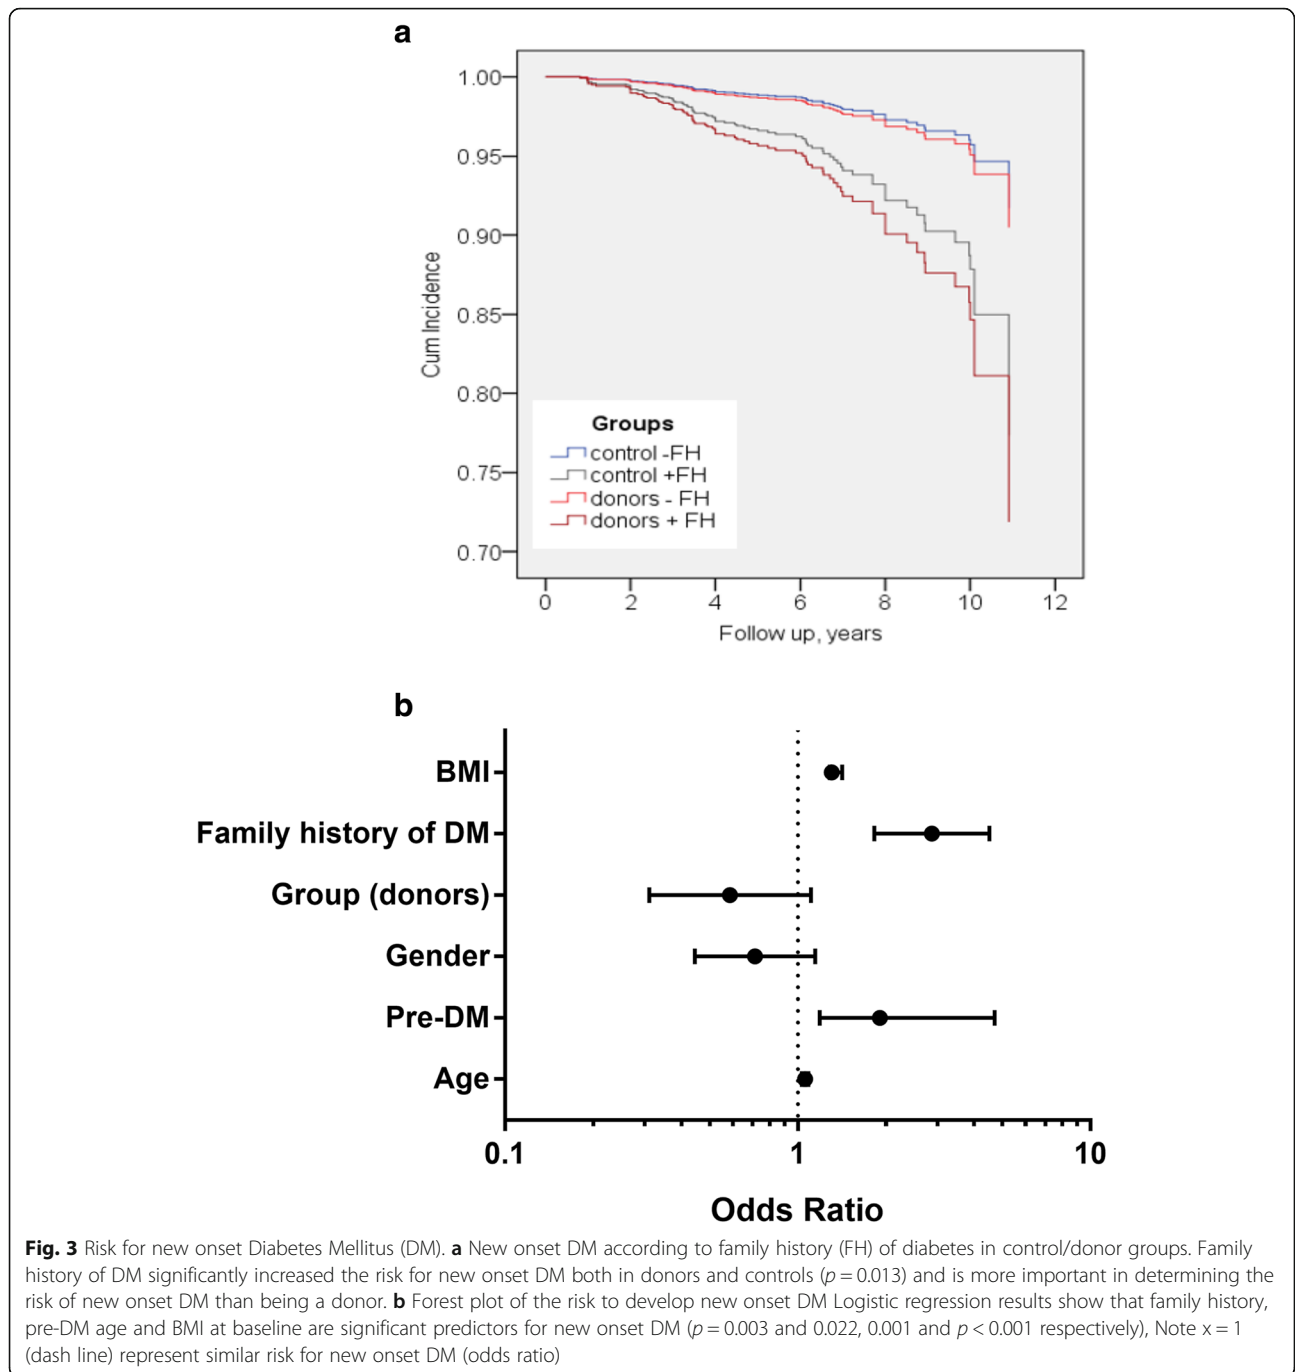 a
1.00
0.95
0.90
0.85
0.80
0.75
0.70
Cum Incidence
Groups
control -FH
control +FH
donors - FH
donors + FH
0 2 4 6 8 10 12
Follow up, years
b
BMI
Family history of DM
Group (donors)
Gender
Pre-DM
Age
0.1 1 10
Odds Ratio
Fig. 3 Risk for new onset Diabetes Mellitus (DM). a New onset DM according to family history (FH) of diabetes in control/donor groups. Family
history of DM significantly increased the risk for new onset DM both in donors and controls (p = 0.013) and is more important in determining the
risk of new onset DM than being a donor. b Forest plot of the risk to develop new onset DM Logistic regression results show that family history,
pre-DM age and BMI at baseline are significant predictors for new onset DM (p = 0.003 and 0.022, 0.001 and p < 0.001 respectively), Note x = 1
(dash line) represent similar risk for new onset DM (odds ratio)